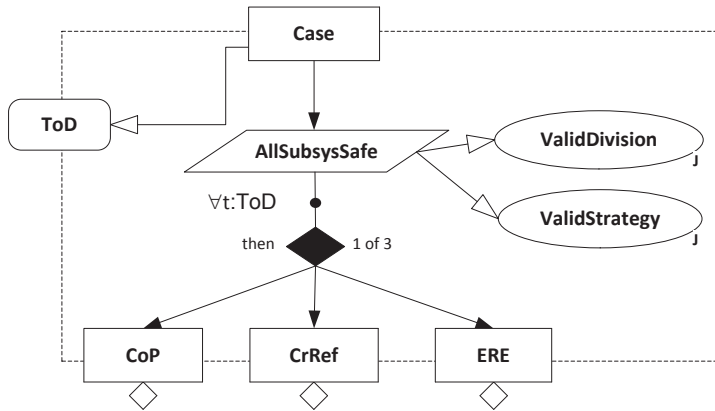 Case
ToD
AllSubsysSafe
ValidDivision
J
∀t:ToD
ValidStrategy
J
then
1 of 3
CoP
CrRef
ERE